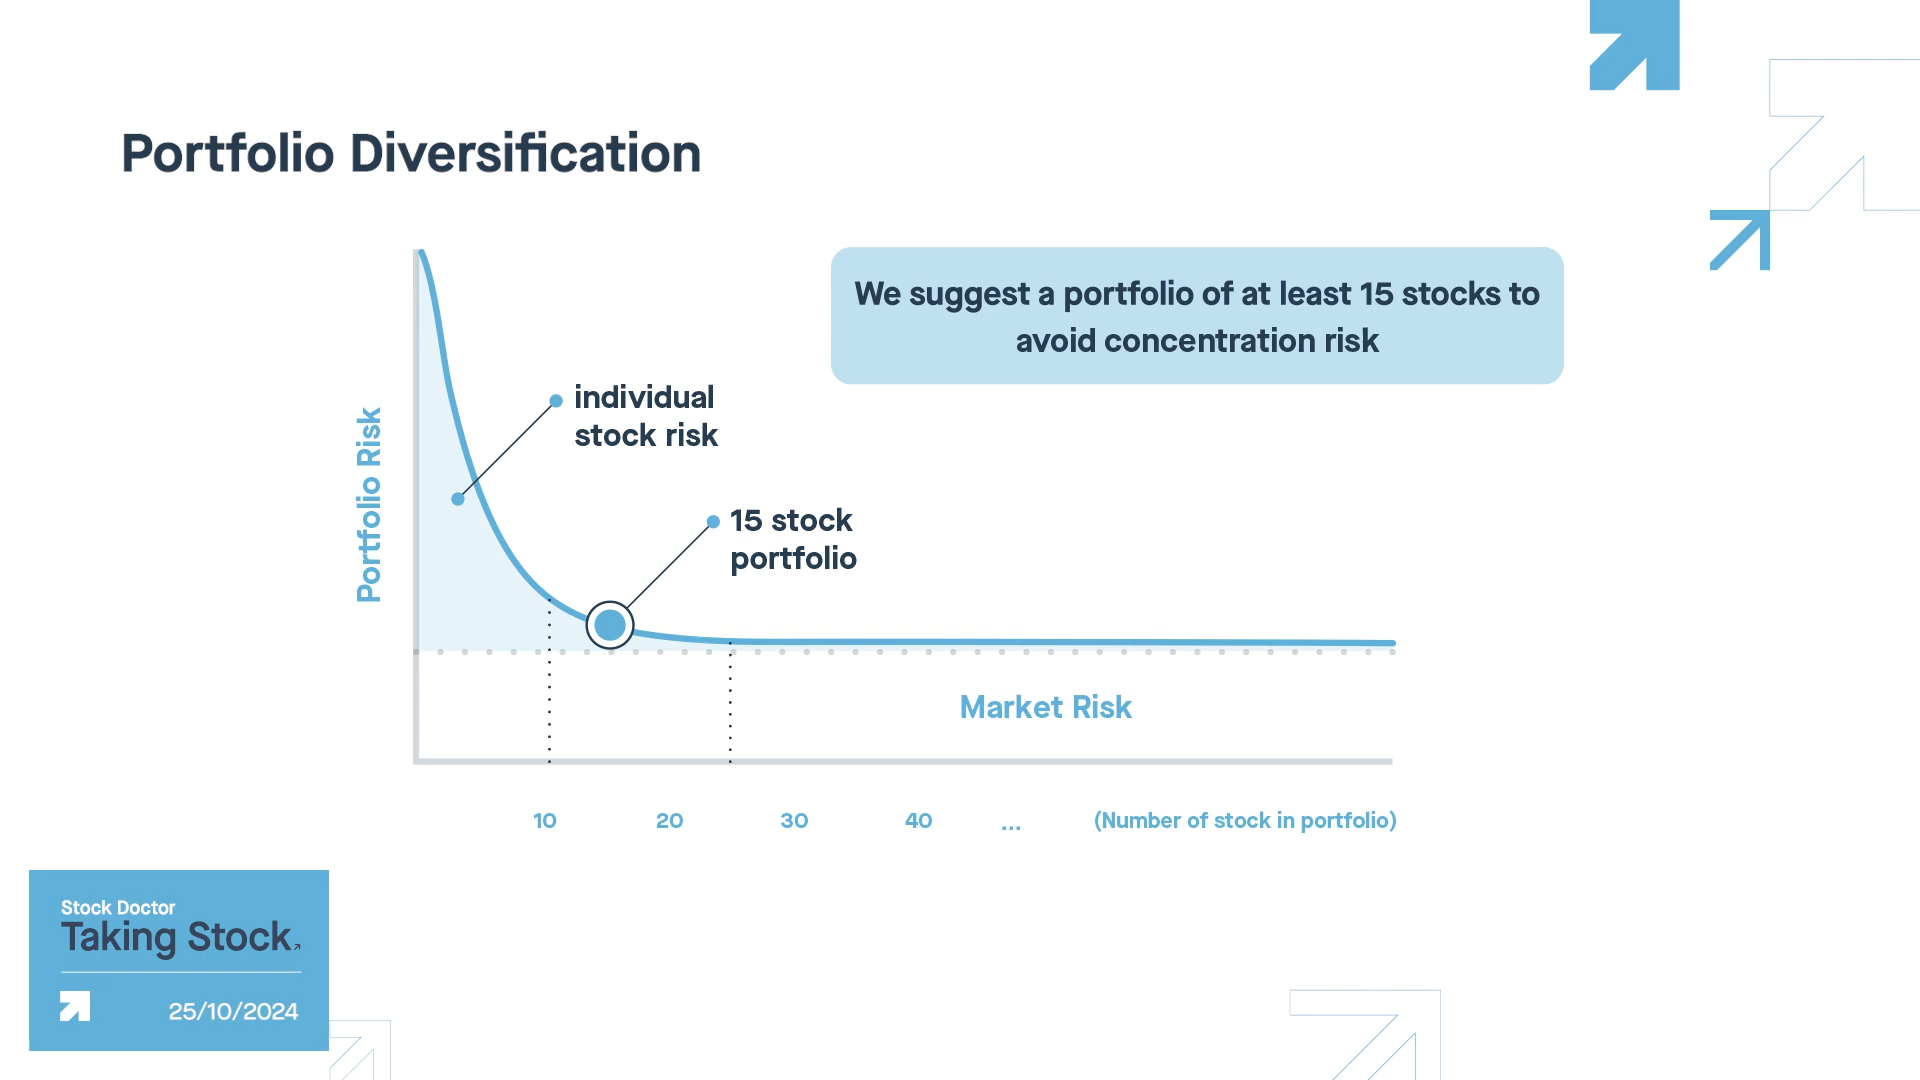 Portfolio Diversification
We suggest a portfolio of at least 15 stocks to
avoid concentration risk
individual
stock risk
15 stock
portfolio
Portfolio Risk
Market Risk
10 20 30 40 ... (Number of stock in portfolio)
Stock Doctor
Taking Stock
25/10/2024